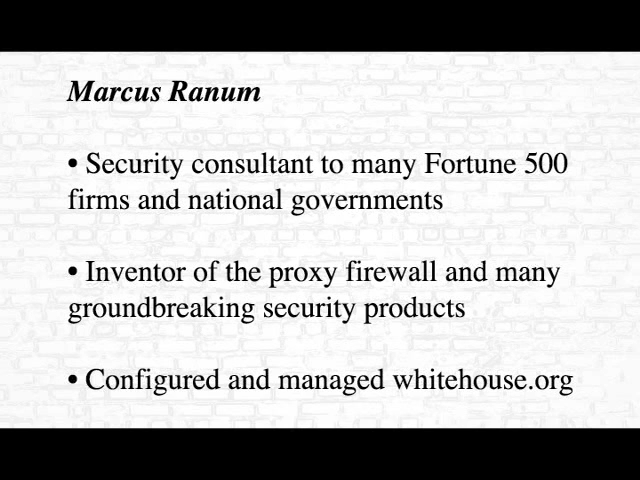 Marcus Ranum
• Security consultant to many Fortune 500
firms and national governments
• Inventor of the proxy firewall and many
groundbreaking security products
• Configured and managed whitehouse.org